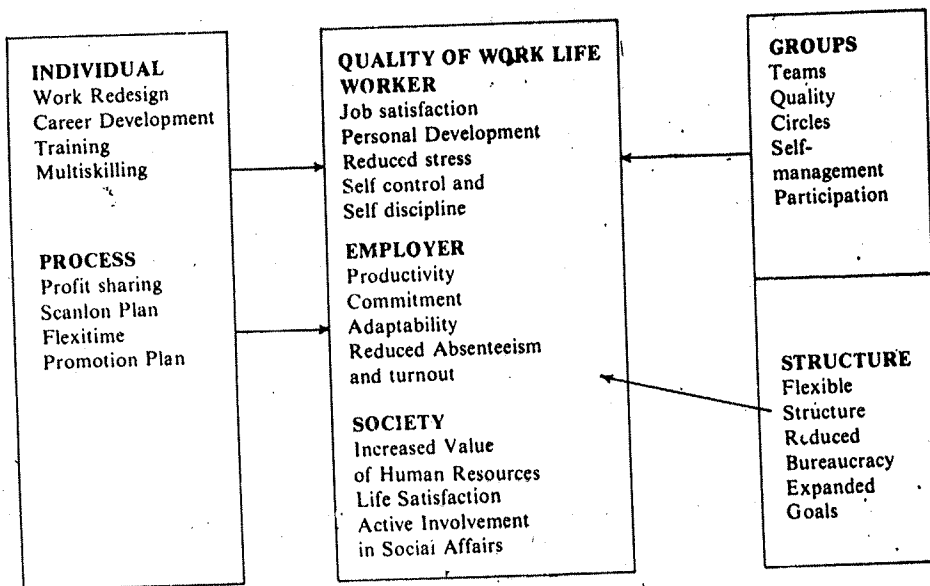 INDIVIDUAL
Work Redesign
Career Development
Training
Multiskilling
PROCESS
Profit sharing
Scanlon Plan
Flexitime
Promotion Plan
QUALITY OF WORK LIFE
WORKER
Job satisfaction
Personal Development
Reduced stress
Self control and
Self discipline
EMPLOYER
Productivity
Commitment
Adaptability
Reduced Absenteeism
and turnout
SOCIETY
Increased Value
of Human Resources
Life Satisfaction
Active Involvement
in Social Affairs
GROUPS
Teams
Quality
Circles
Self-
management
Participation
STRUCTURE
Flexible
Structure
Reduced
Bureaucracy
Expanded
Goals